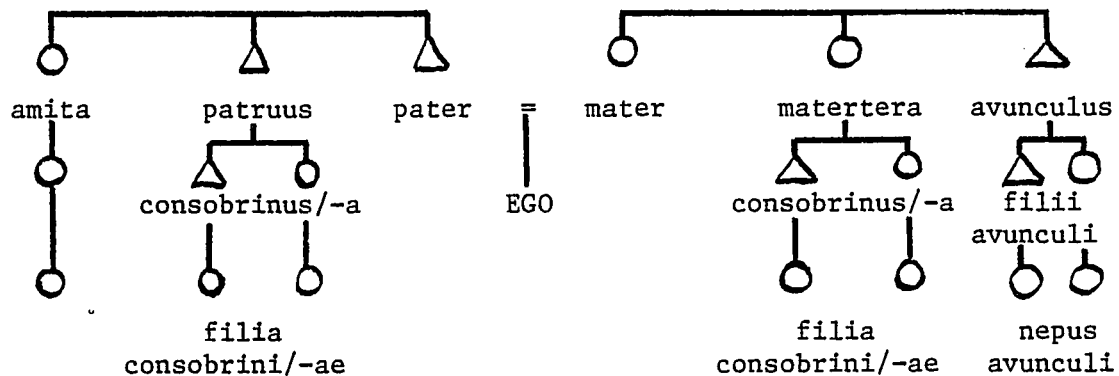 amita patruus pater = mater matertera avunculus
consobrinus/-a EGO consobrinus/-a filii
avunculi
filia filia nepus
consobrini/-ae consobrini/-ae avunculi